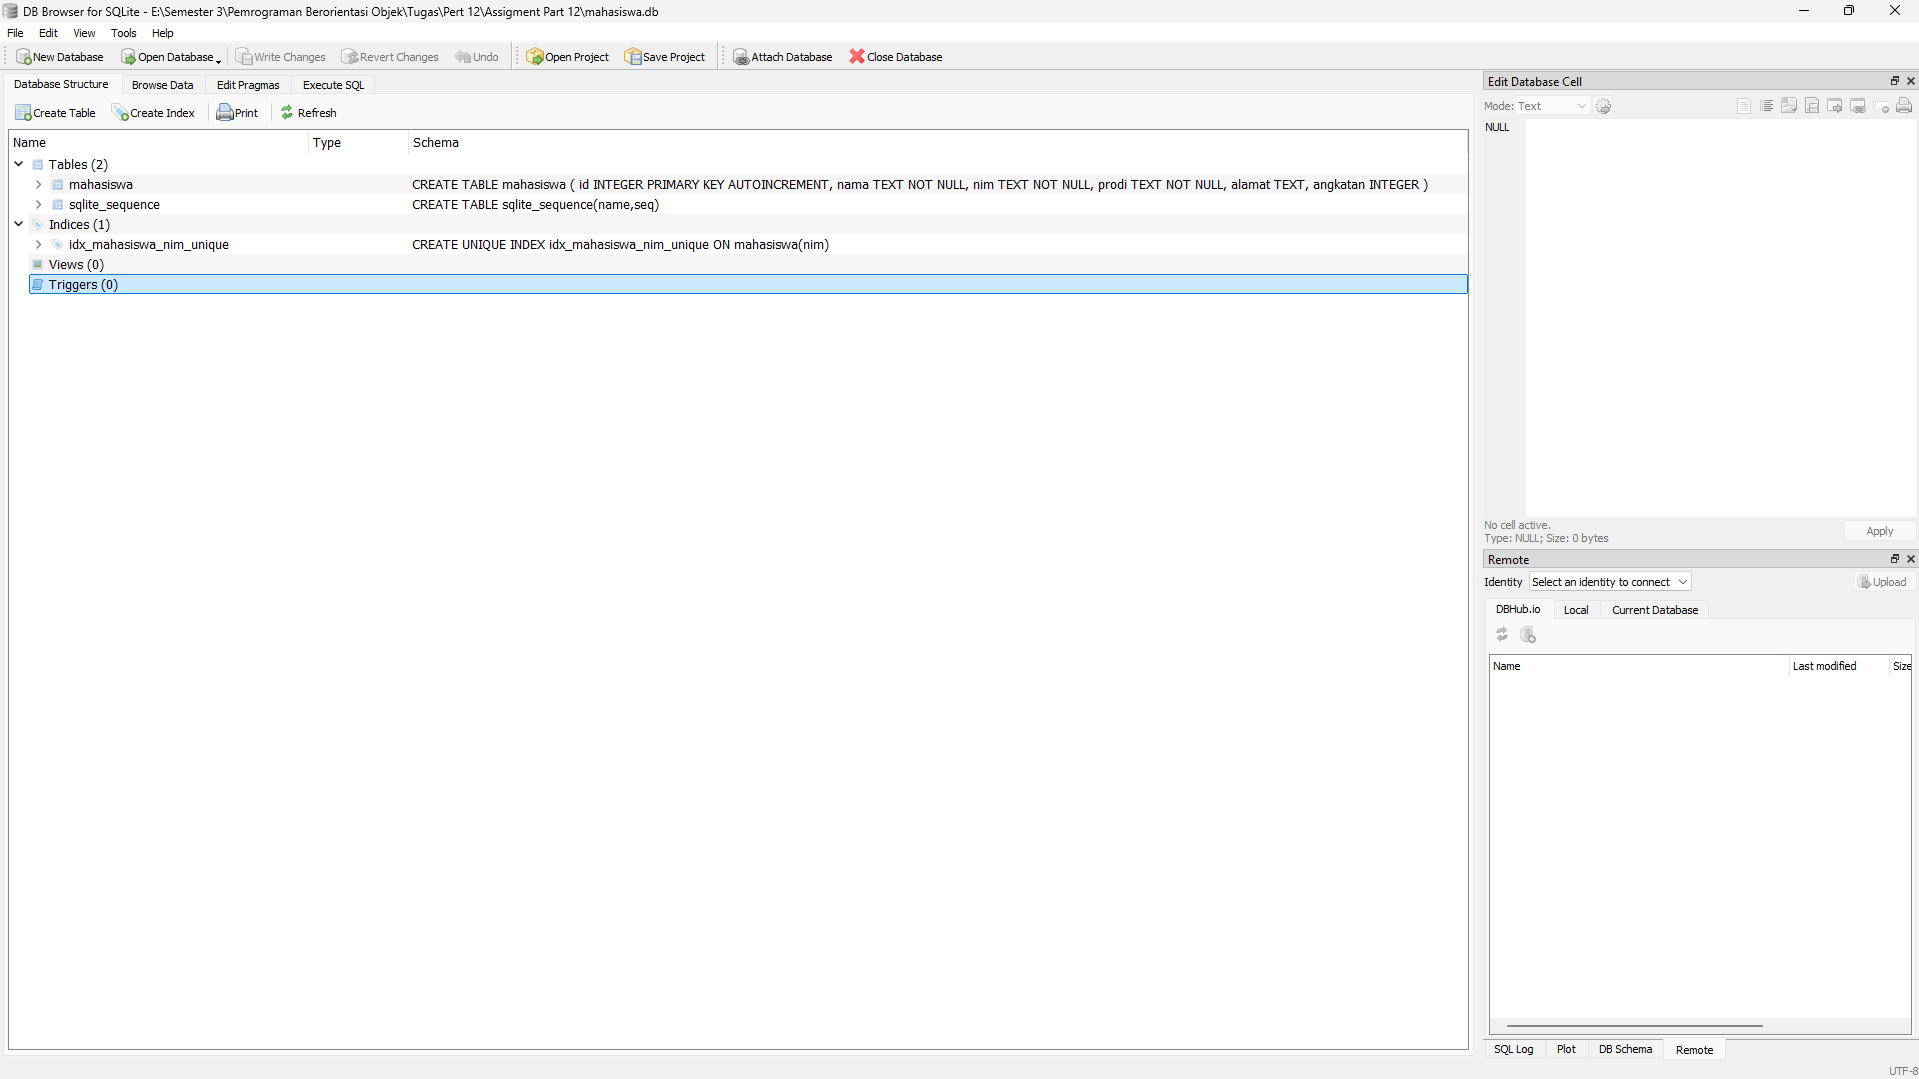 DB Browser for SQLite - E:\Semester 3\Pemrograman Berorientasi Objek\Tugas\Pert 12\Assigment Part 12\mahasiswa.db
File Edit View Tools Help
New Database Open Database Write Changes Revert Changes Undo Open Project Save Project Attach Database Close Database
Database Structure Browse Data Edit Pragmas Execute SQL
Create Table Create Index Print Refresh
Name Type Schema
Tables (2)
mahasiswa CREATE TABLE mahasiswa ( id INTEGER PRIMARY KEY AUTOINCREMENT, nama TEXT NOT NULL, nim TEXT NOT NULL, prodi TEXT NOT NULL, alamat TEXT, angkatan INTEGER )
sqlite_sequence CREATE TABLE sqlite_sequence(name,seq)
Indices (1)
idx_mahasiswa_nim_unique CREATE UNIQUE INDEX idx_mahasiswa_nim_unique ON mahasiswa(nim)
Views (0)
Triggers (0)
Edit Database Cell
Mode: Text
NULL
No cell active.
Type: NULL; Size: 0 bytes
Apply
Remote
Identity Select an identity to connect Upload
DBHub.io Local Current Database
Name Last modified Size
SQL Log Plot DB Schema Remote
UTF-8